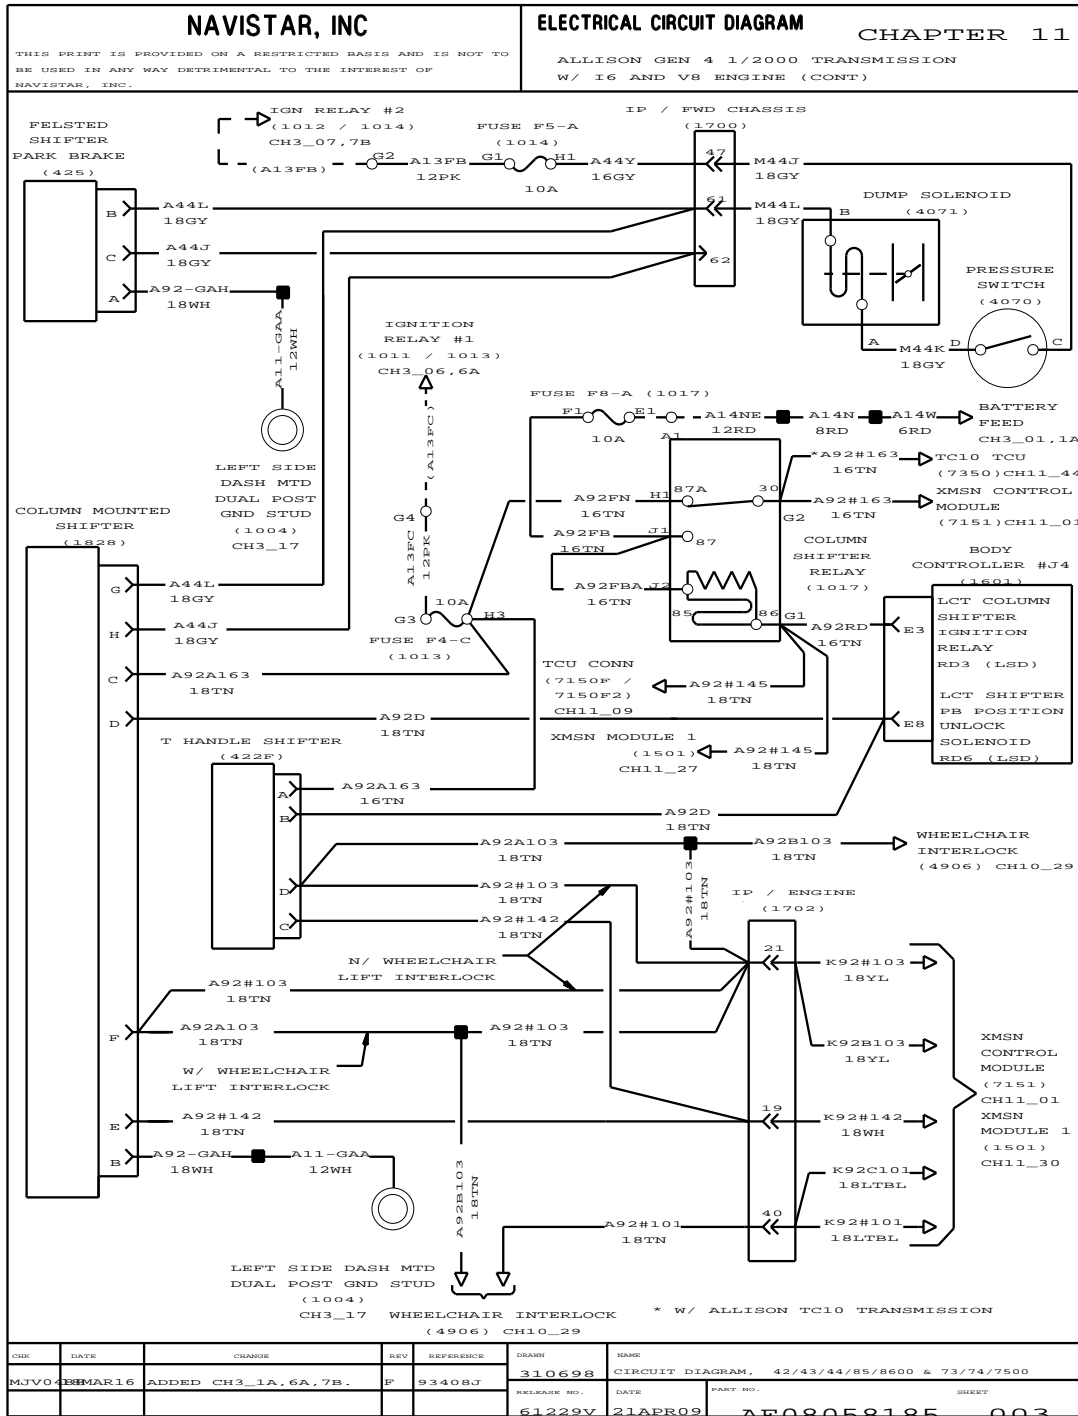 NAVISTAR, INC
THIS PRINT IS PROVIDED ON A RESTRICTED BASIS AND IS NOT TO
BE USED IN ANY WAY DETRIMENTAL TO THE INTEREST OF
NAVISTAR, INC.
ELECTRICAL CIRCUIT DIAGRAM
CHAPTER 11
ALLISON GEN 4 1/2000 TRANSMISSION
W/ I6 AND V8 ENGINE (CONT)
FELSTED
SHIFTER
PARK BRAKE
(425)
IGN RELAY #2
(1012 / 1014)
CH3_07,7B
(A13FB)
G2
A13FB
12PK
FUSE F5-A
(1014)
G1
H1
10A
A44Y
16GY
IP / FWD CHASSIS
(1700)
47
61
62
M44J
18GY
M44L
18GY
B
DUMP SOLENOID
(4071)
PRESSURE
SWITCH
(4070)
A
M44K
18GY
D
C
B
A44L
18GY
C
A44J
18GY
A
A92-GAH
18WH
A11-GAA
12WH
LEFT SIDE
DASH MTD
DUAL POST
GND STUD
(1004)
CH3_17
IGNITION
RELAY #1
(1011 / 1013)
CH3_06,6A
(A13FC)
G4
A13FC
12PK
10A
G3
H3
FUSE F4-C
(1013)
FUSE F8-A (1017)
F1
E1
10A
A1
A14NE
12RD
A14N
8RD
A14W
6RD
BATTERY
FEED
CH3_01,1A
*A92#163
16TN
TC10 TCU
(7350)CH11_44
A92#163
16TN
XMSN CONTROL
MODULE
(7151)CH11_01
A92FN
16TN
H1
87A
30
G2
A92FB
16TN
J1
87
A92FBA
16TN
J2
85
86
G1
COLUMN
SHIFTER
RELAY
(1017)
BODY
CONTROLLER #J4
(1601)
A92RD
16TN
E3
LCT COLUMN
SHIFTER
IGNITION
RELAY
RD3 (LSD)
E8
LCT SHIFTER
PB POSITION
UNLOCK
SOLENOID
RD6 (LSD)
TCU CONN
(7150F /
7150F2)
CH11_09
A92#145
18TN
XMSN MODULE 1
(1501)
CH11_27
A92#145
18TN
COLUMN MOUNTED
SHIFTER
(1828)
G
A44L
18GY
H
A44J
18GY
C
A92A163
18TN
D
A92D
18TN
T HANDLE SHIFTER
(422F)
A
A92A163
16TN
B
A92D
18TN
A92A103
18TN
A92B103
18TN
WHEELCHAIR
INTERLOCK
(4906) CH10_29
D
A92#103
18TN
C
A92#142
18TN
A92#103
18TN
IP / ENGINE
(1702)
N/ WHEELCHAIR
LIFT INTERLOCK
21
K92#103
18YL
K92B103
18YL
A92#103
18TN
F
A92A103
18TN
A92#103
18TN
W/ WHEELCHAIR
LIFT INTERLOCK
XMSN
CONTROL
MODULE
(7151)
CH11_01
XMSN
MODULE 1
(1501)
CH11_30
E
A92#142
18TN
19
K92#142
18WH
B
A92-GAH
18WH
A11-GAA
12WH
A92B103
18TN
K92C101
18LTBL
40
A92#101
18TN
K92#101
18LTBL
LEFT SIDE DASH MTD
DUAL POST GND STUD
(1004)
CH3_17
WHEELCHAIR INTERLOCK
(4906) CH10_29
* W/ ALLISON TC10 TRANSMISSION
CHK
DATE
CHANGE
REV
REFERENCE
DRAWN
NAME
ADDED CH3_1A,6A,7B.
F
93408J
310698
CIRCUIT DIAGRAM, 42/43/44/85/8600 & 73/74/7500
RELEASE NO.
DATE
PART NO.
SHEET
61229V
21APR09
AF08058185
003